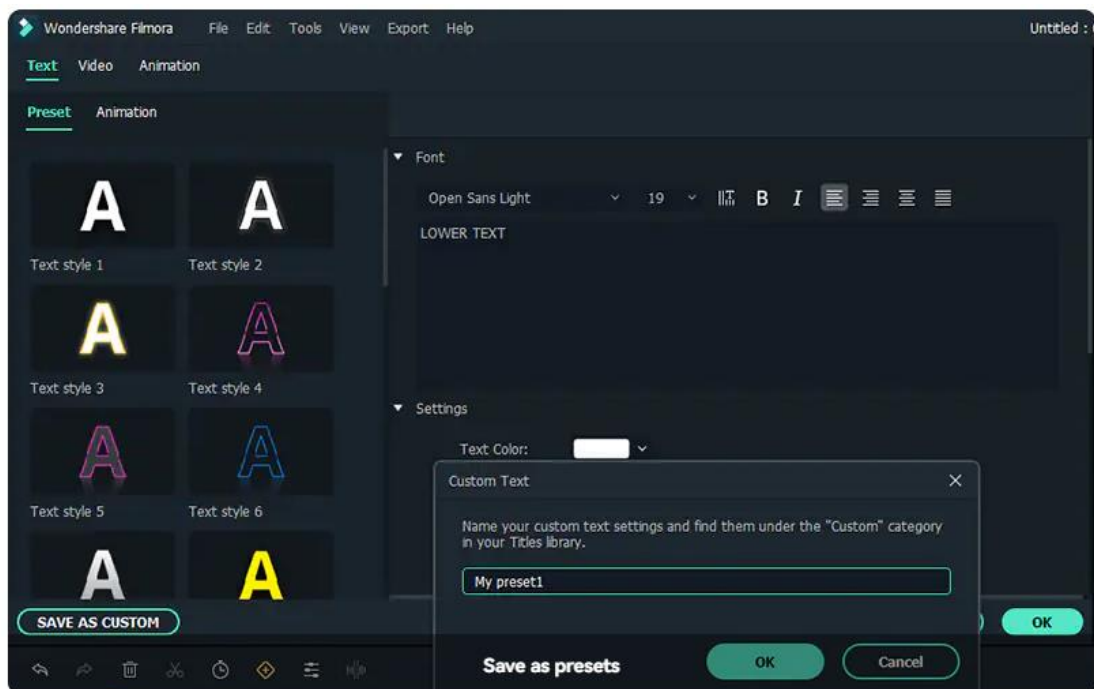 Wondershare Filmora File Edit Tools View Export Help Untitled :
Text Video Animation
Preset Animation
Font
Open Sans Light 19 B I
LOWER TEXT
A A
Text style 1 Text style 2
A A
Text style 3 Text style 4
A A
Text style 5 Text style 6
A A
Settings
Text Color:
Custom Text
Name your custom text settings and find them under the "Custom" category
in your Titles library.
My preset1
SAVE AS CUSTOM OK
Save as presets OK Cancel